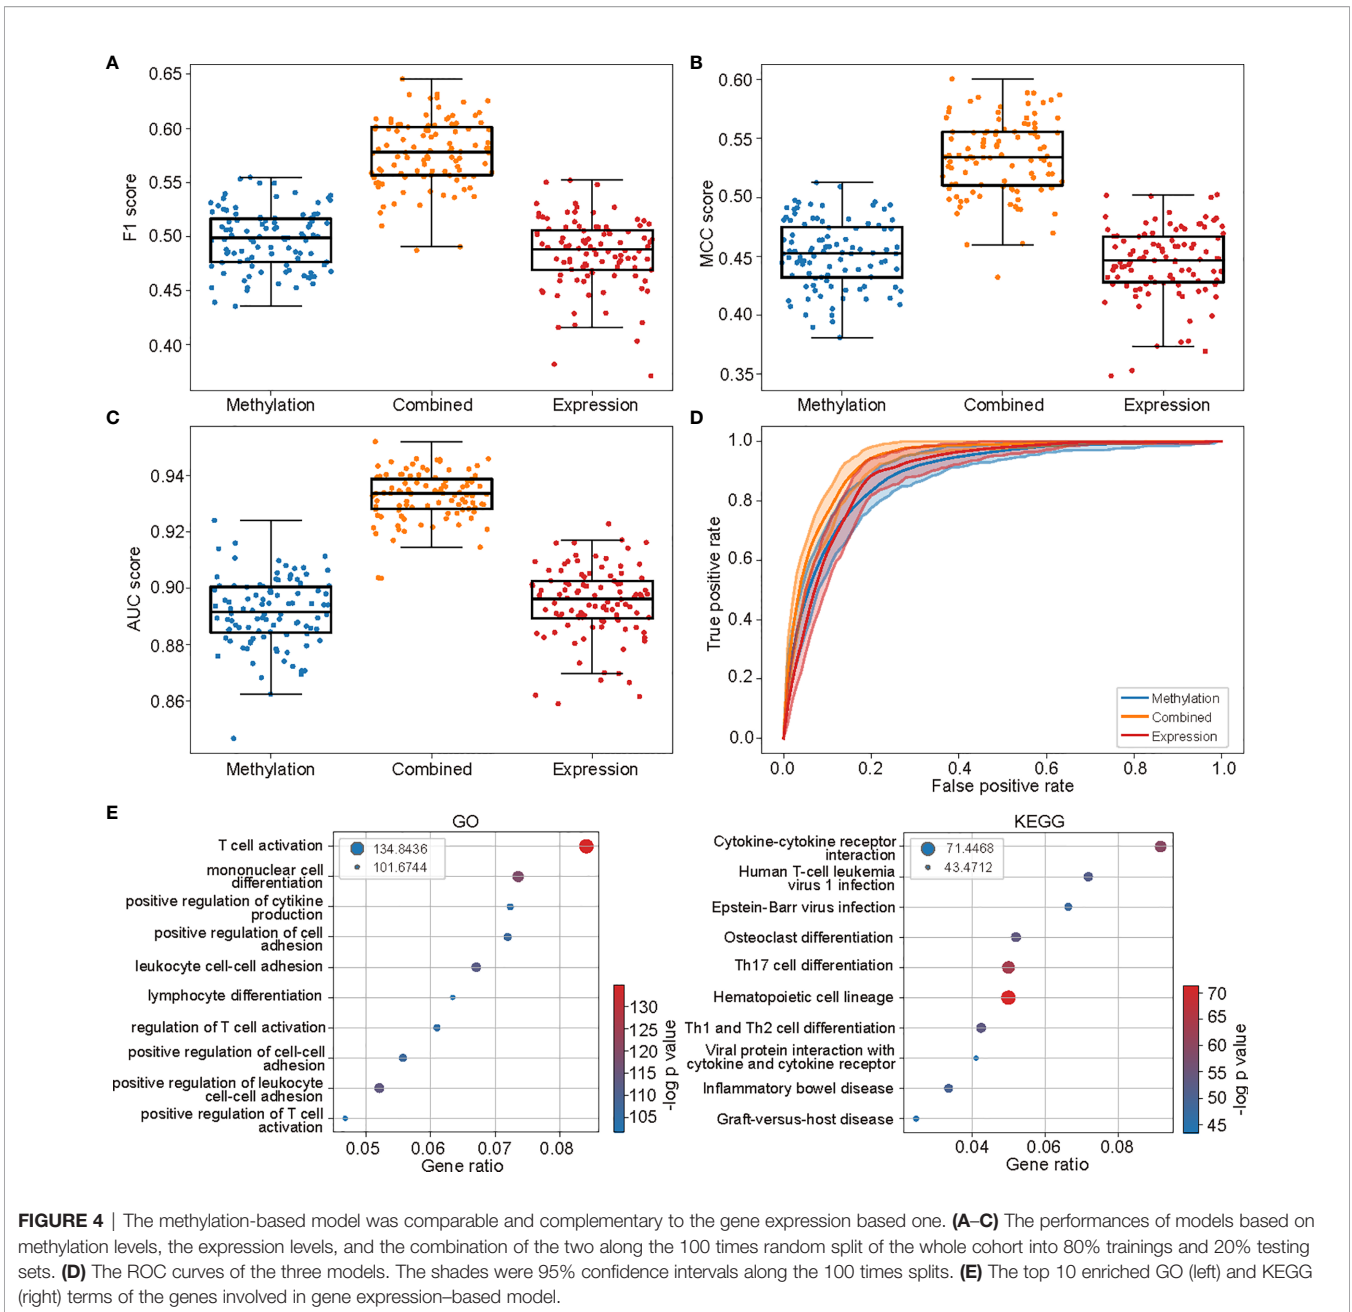 A
F1 score
0.65
0.60
0.55
0.50
0.45
0.40
Methylation
Combined
Expression
B
MCC score
0.60
0.55
0.50
0.45
0.40
0.35
Methylation
Combined
Expression
C
AUC score
0.94
0.92
0.90
0.88
0.86
Methylation
Combined
Expression
D
True positive rate
1.0
0.8
0.6
0.4
0.2
0.0
Methylation
Combined
Expression
0.0 0.2 0.4 0.6 0.8 1.0
False positive rate
E
GO
T cell activation
mononuclear cell
differentiation
positive regulation of cytikine
production
positive regulation of cell
adhesion
leukocyte cell-cell adhesion
lymphocyte differentiation
regulation of T cell activation
positive regulation of cell-cell
adhesion
positive regulation of leukocyte
cell-cell adhesion
positive regulation of T cell
activation
134.8436
101.6744
0.05 0.06 0.07 0.08
Gene ratio
130
125
120
115
110
105
-log p value
KEGG
Cytokine-cytokine receptor
interaction
Human T-cell leukemia
virus 1 infection
Epstein-Barr virus infection
Osteoclast differentiation
Th17 cell differentiation
Hematopoietic cell lineage
Th1 and Th2 cell differentiation
Viral protein interaction with
cytokine and cytokine receptor
Inflammatory bowel disease
Graft-versus-host disease
71.4468
43.4712
0.04 0.06 0.08
Gene ratio
70
65
60
55
50
45
-log p value
FIGURE 4 | The methylation-based model was comparable and complementary to the gene expression based one. (A–C) The performances of models based on
methylation levels, the expression levels, and the combination of the two along the 100 times random split of the whole cohort into 80% trainings and 20% testing
sets. (D) The ROC curves of the three models. The shades were 95% confidence intervals along the 100 times splits. (E) The top 10 enriched GO (left) and KEGG
(right) terms of the genes involved in gene expression–based model.